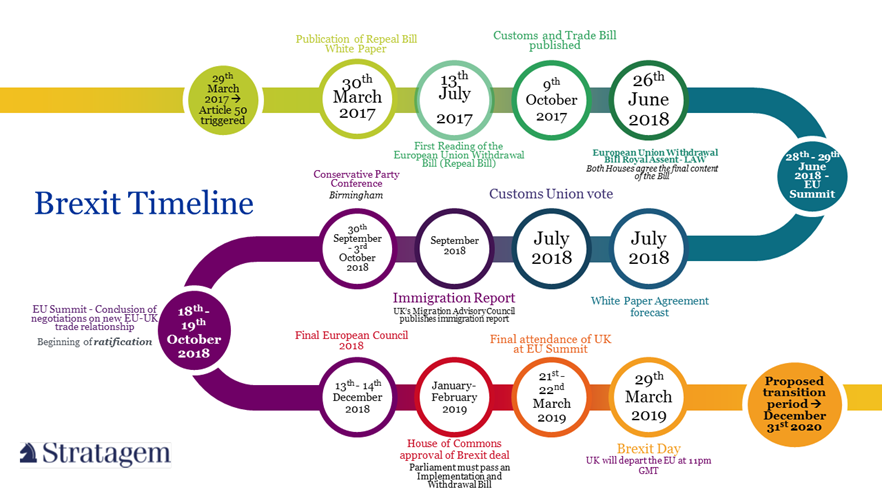 Publication of Repeal Bill
White Paper
Customs and Trade Bill
published
29th
March
2017 →
Article 50
triggered
30th
March
2017
13th
July
2017
9th
October
2017
26th
June
2018
First Reading of the
European Union Withdrawal
Bill (Repeal Bill)
European Union Withdrawal
Bill Royal Assent - LAW
Both Houses agree the final content
of the Bill
28th - 29th
June
2018 -
EU
Summit
Brexit Timeline
Conservative Party
Conference
Birmingham
Customs Union vote
30th
September
- 3rd
October
2018
September
2018
July
2018
July
2018
Immigration Report
UK's Migration Advisory Council
publishes immigration report
White Paper Agreement
forecast
EU Summit - Conclusion of
negotiations on new EU-UK
trade relationship
Beginning of ratification
18th -
19th
October
2018
Final European Council
2018
Final attendance of UK
at EU Summit
13th - 14th
December
2018
January-
February
2019
21st -
22nd
March
2019
29th
March
2019
Proposed
transition
period →
December
31st 2020
House of Commons
approval of Brexit deal
Parliament must pass an
Implementation and
Withdrawal Bill
Brexit Day
UK will depart the EU at 11pm
GMT
Stratagem